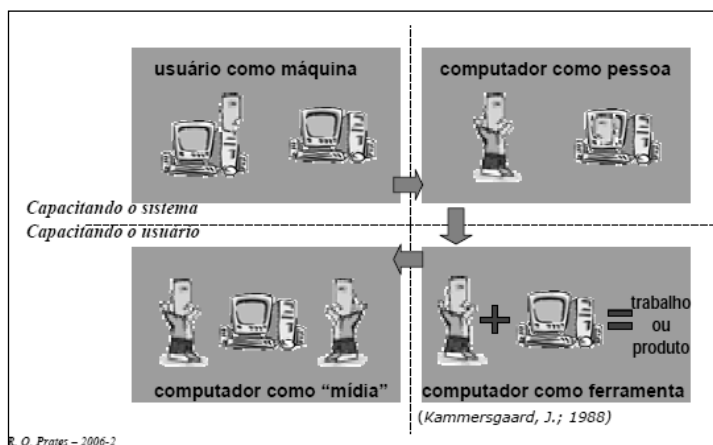 usuário como máquina
computador como pessoa
Capacitando o sistema
Capacitando o usuário
trabalho
ou
produto
computador como “mídia”
computador como ferramenta
(Kammersgaard, J.; 1988)
R. O. Prates – 2006-2